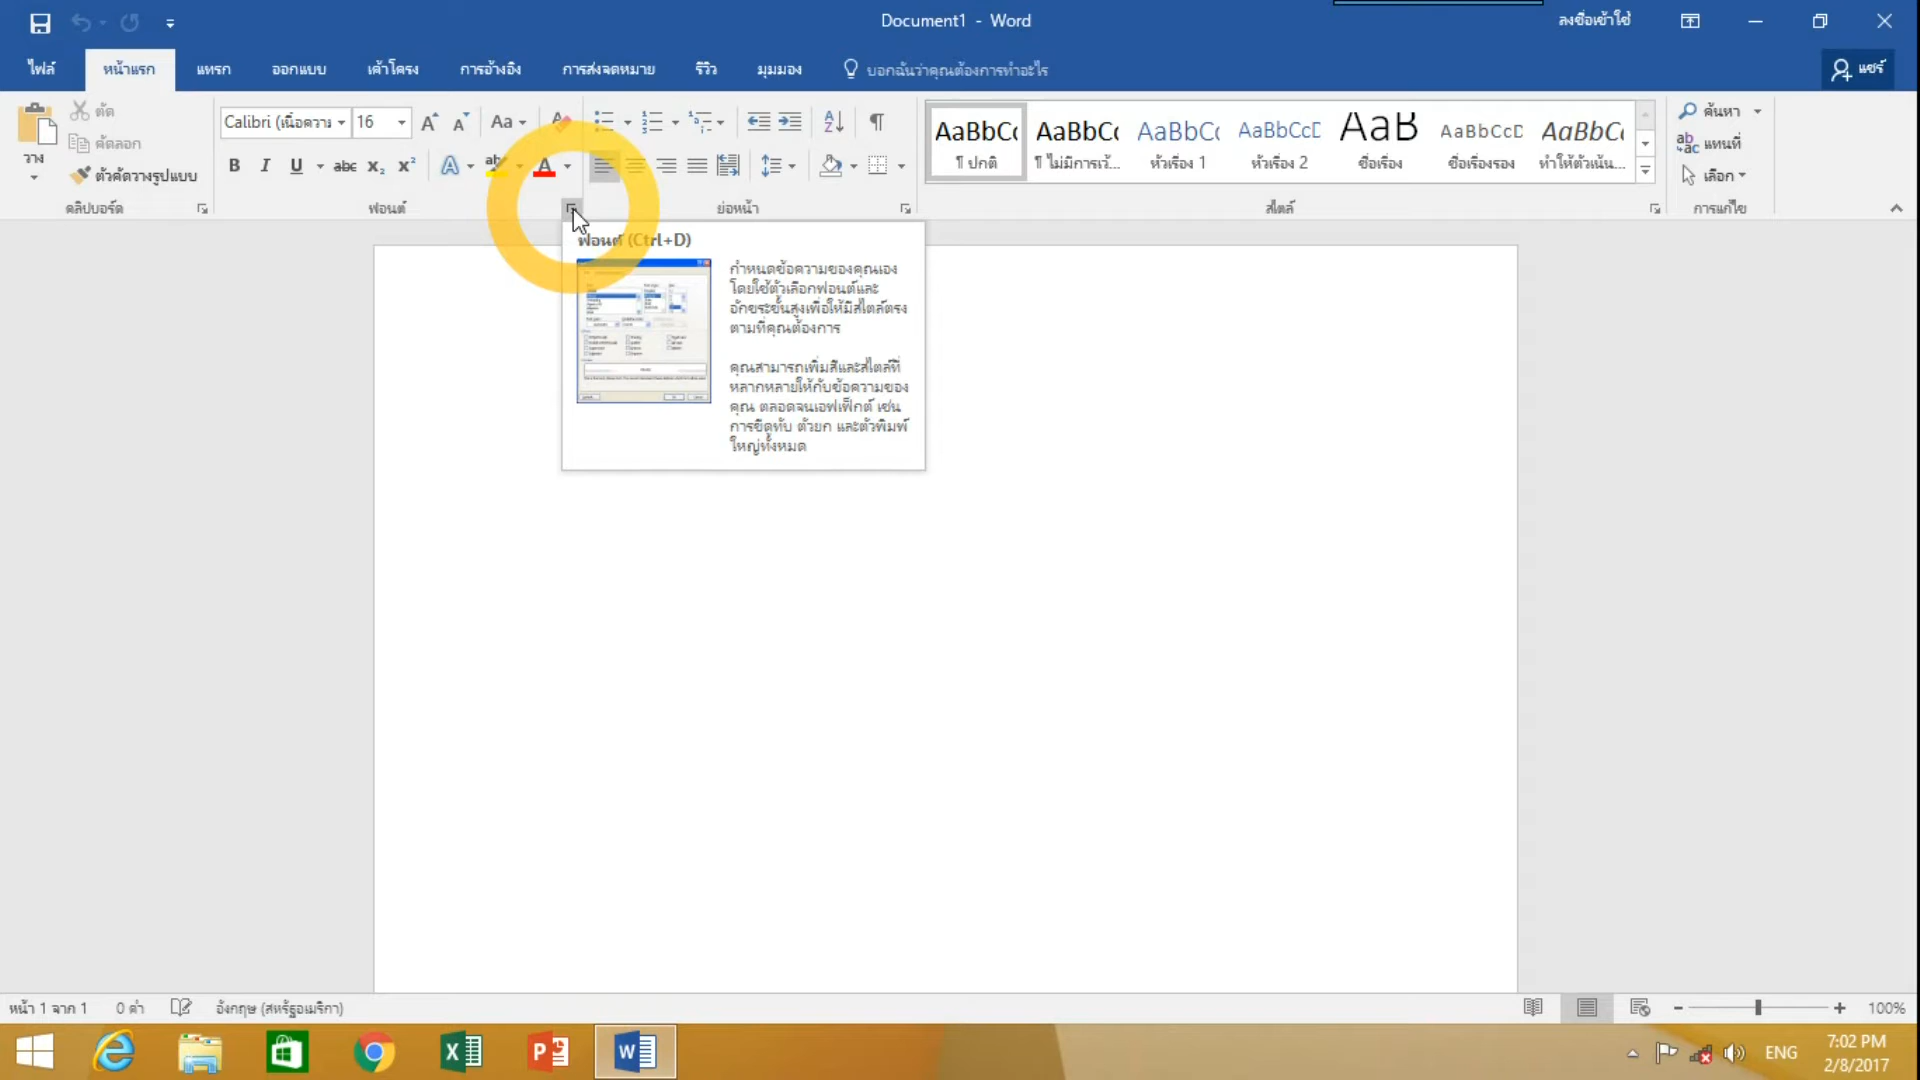 Document1 - Word
ลงชื่อเข้าใช้
ไฟล์
หน้าแรก
แทรก
ออกแบบ
เค้าโครง
การอ้างอิง
การส่งจดหมาย
รีวิว
มุมมอง
บอกฉันว่าคุณต้องการทำอะไร
แชร์
วาง
ตัด
คัดลอก
ตัวคัดวางรูปแบบ
คลิปบอร์ด
Calibri (เนื้อความ
16
Aa
B I U abc X₂ X²
ฟอนต์
ย่อหน้า
AaBbCc
¶ ปกติ
AaBbCc
¶ ไม่มีการเว้...
AaBbCc
หัวเรื่อง 1
AaBbCcD
หัวเรื่อง 2
AaB
ชื่อเรื่อง
AaBbCcD
ชื่อเรื่องรอง
AaBbCc
ทำให้ตัวเน้น...
สไตล์
ค้นหา
แทนที่
เลือก
การแก้ไข
ฟอนต์ (Ctrl+D)
กำหนดข้อความของคุณเอง
โดยใช้ตัวเลือกฟอนต์และ
อักขระขั้นสูงเพื่อให้มีสไตล์ตรง
ตามที่คุณต้องการ
คุณสามารถเพิ่มสีและสไตล์ที่
หลากหลายให้กับข้อความของ
คุณ ตลอดจนเอฟเฟ็กต์ เช่น
การขีดทับ ตัวยก และตัวพิมพ์
ใหญ่ทั้งหมด
หน้า 1 จาก 1
0 คำ
อังกฤษ (สหรัฐอเมริกา)
100%
ENG
7:02 PM
2/8/2017